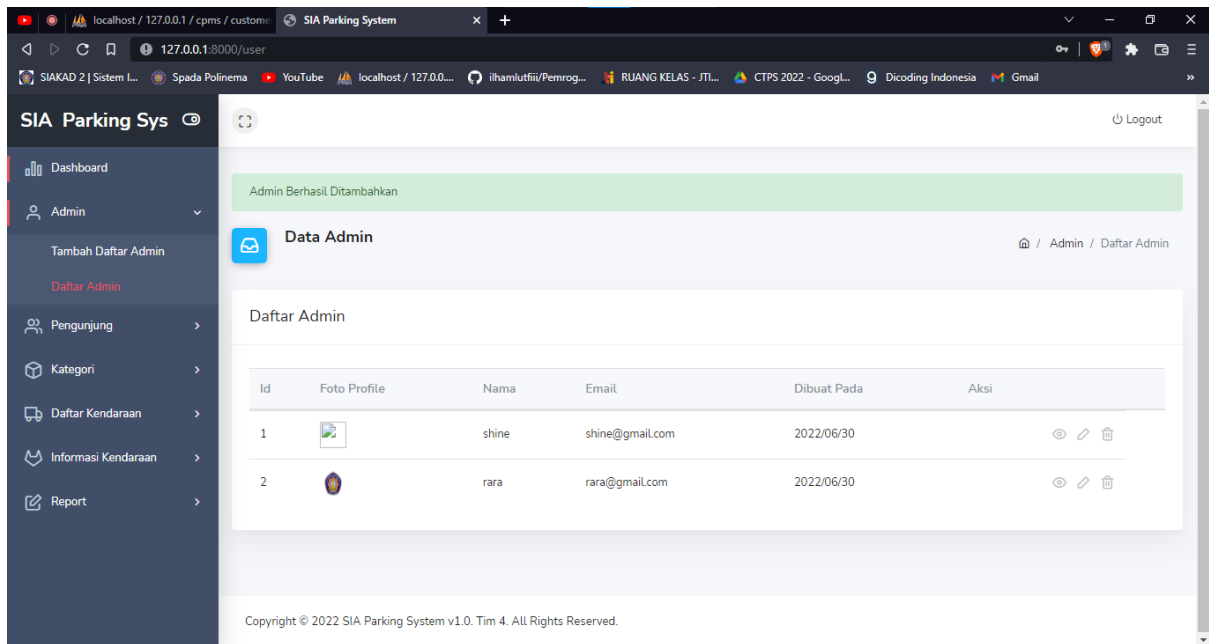 localhost / 127.0.0.1 / cpms / custome
SIA Parking System
127.0.0.1:8000/user
1
SIAKAD 2 | Sistem I... Spada Polinema YouTube localhost / 127.0.0.... ilhamlutfiii/Pemrog... RUANG KELAS - JTI... CTPS 2022 - Googl... Dicoding Indonesia Gmail »
SIA Parking Sys
Logout
Dashboard
Admin
Tambah Daftar Admin
Daftar Admin
Pengunjung
Kategori
Daftar Kendaraan
Informasi Kendaraan
Report
Admin Berhasil Ditambahkan
Data Admin
/ Admin / Daftar Admin
Daftar Admin
Id Foto Profile Nama Email Dibuat Pada Aksi
1 shine shine@gmail.com 2022/06/30
2 rara rara@gmail.com 2022/06/30
Copyright © 2022 SIA Parking System v1.0. Tim 4. All Rights Reserved.